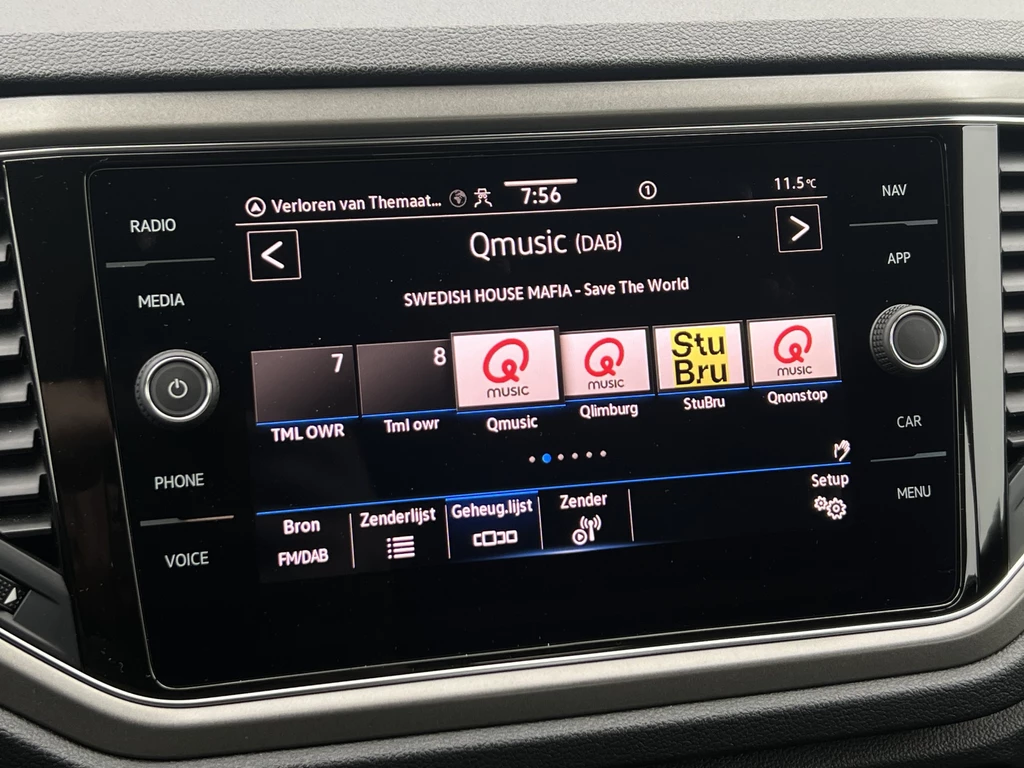 Verloren van Themaat... 7:56 1 11.5°C
Qmusic (DAB)
SWEDISH HOUSE MAFIA - Save The World
7
TML OWR
8
Tml owr
MUSIC
Qmusic
MUSIC
Qlimburg
Stu
Bru
StuBru
MUSIC
Qnonstop
Bron
FM/DAB
Zenderlijst
Geheug.lijst
Zender
Setup
RADIO
MEDIA
PHONE
VOICE
NAV
APP
CAR
MENU